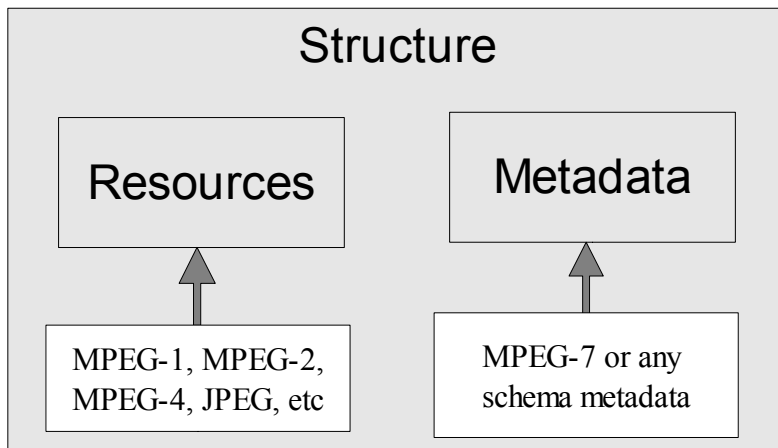 Structure
Resources
Metadata
MPEG-1, MPEG-2,
MPEG-4, JPEG, etc
MPEG-7 or any
schema metadata